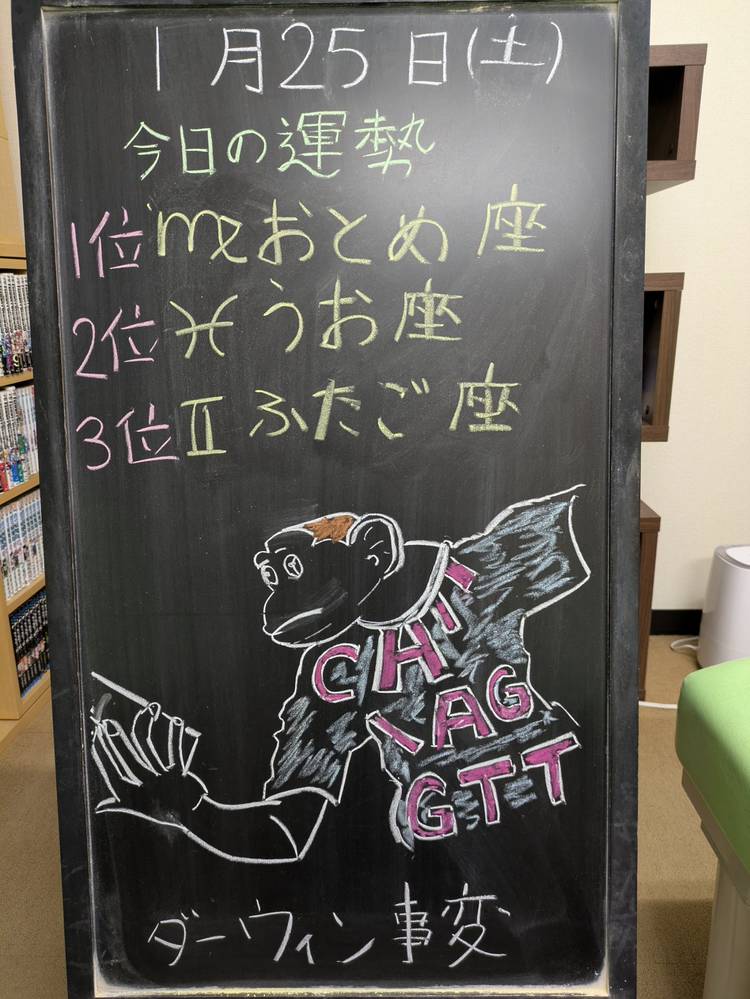 1月25日(土)
今日の運勢
1位♍おとめ座
2位♓うお座
3位♊ふたご座
CH
AG
GTT
ダーウィン事変